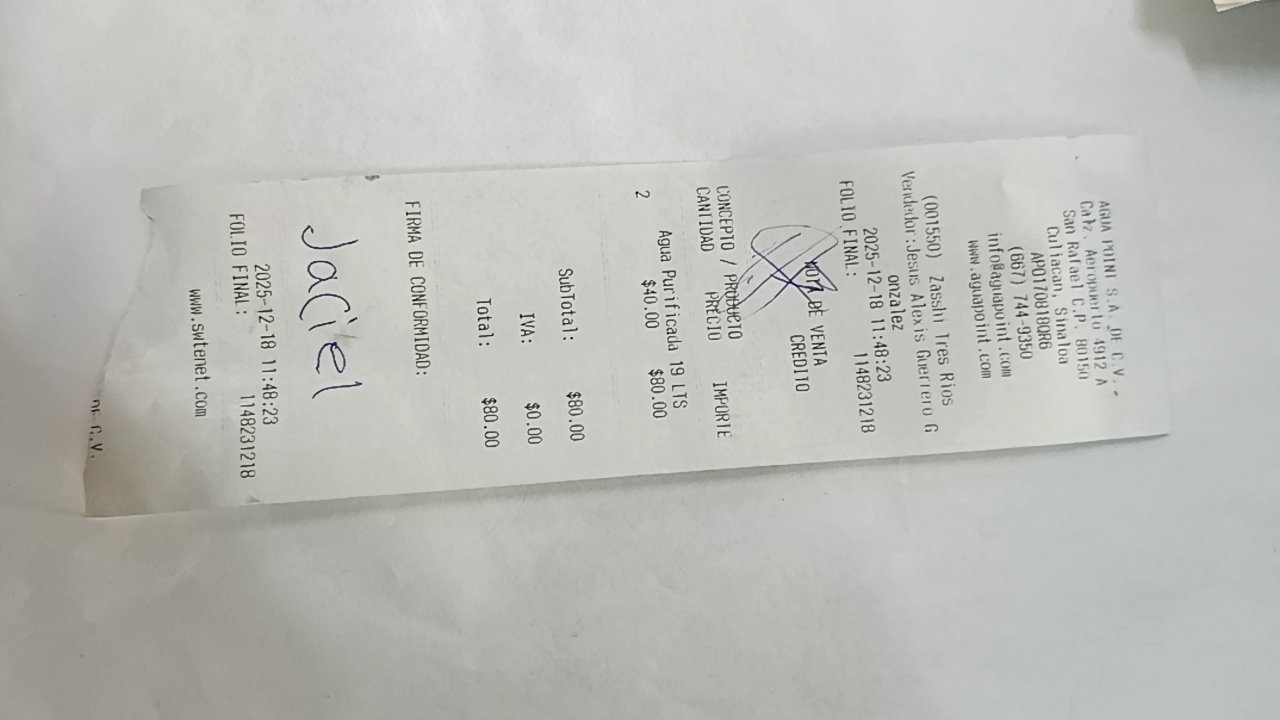 AGUA POINT S.A. DE C.V.
Calz. Aeropuerto 4912 A
San Rafael C.P. 80150
Culiacan, Sinaloa
APO170818QR6
(667) 744-9350
info@aguapoint.com
www.aguapoint.com
(001550) Zasshi Tres Rios
Vendedor:Jesus Alexis Guerrero G
onzalez
2025-12-18 11:48:23
FOLIO FINAL: 1148231218
NOTA DE VENTA
CREDITO
CONCEPTO / PRODUCTO
CANTIDAD PRECIO IMPORTE
Agua Purificada 19 LTS
2 $40.00 $80.00
SubTotal: $80.00
IVA: $0.00
Total: $80.00
FIRMA DE CONFORMIDAD:
Jaciel
2025-12-18 11:48:23
FOLIO FINAL: 1148231218
www.swtenet.com
DE C.V.